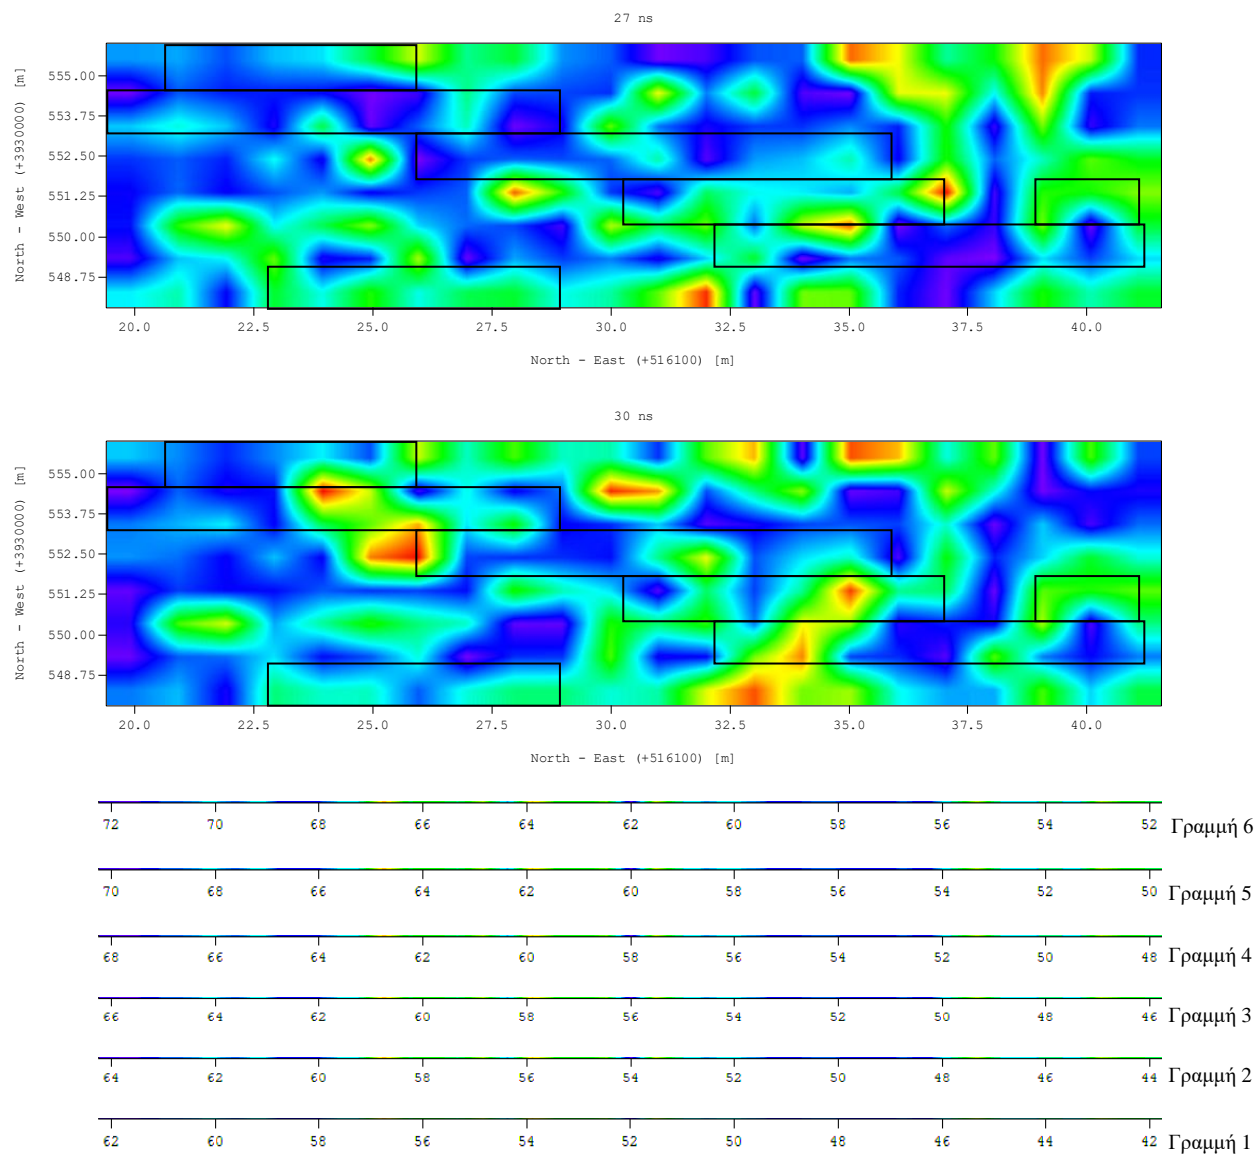 27 ns
North - West (+3930000) [m]
555.00
553.75
552.50
551.25
550.00
548.75
20.0 22.5 25.0 27.5 30.0 32.5 35.0 37.5 40.0
North - East (+516100) [m]
30 ns
North - West (+3930000) [m]
555.00
553.75
552.50
551.25
550.00
548.75
20.0 22.5 25.0 27.5 30.0 32.5 35.0 37.5 40.0
North - East (+516100) [m]
72 70 68 66 64 62 60 58 56 54 52 Γραμμή 6
70 68 66 64 62 60 58 56 54 52 50 Γραμμή 5
68 66 64 62 60 58 56 54 52 50 48 Γραμμή 4
66 64 62 60 58 56 54 52 50 48 46 Γραμμή 3
64 62 60 58 56 54 52 50 48 46 44 Γραμμή 2
62 60 58 56 54 52 50 48 46 44 42 Γραμμή 1